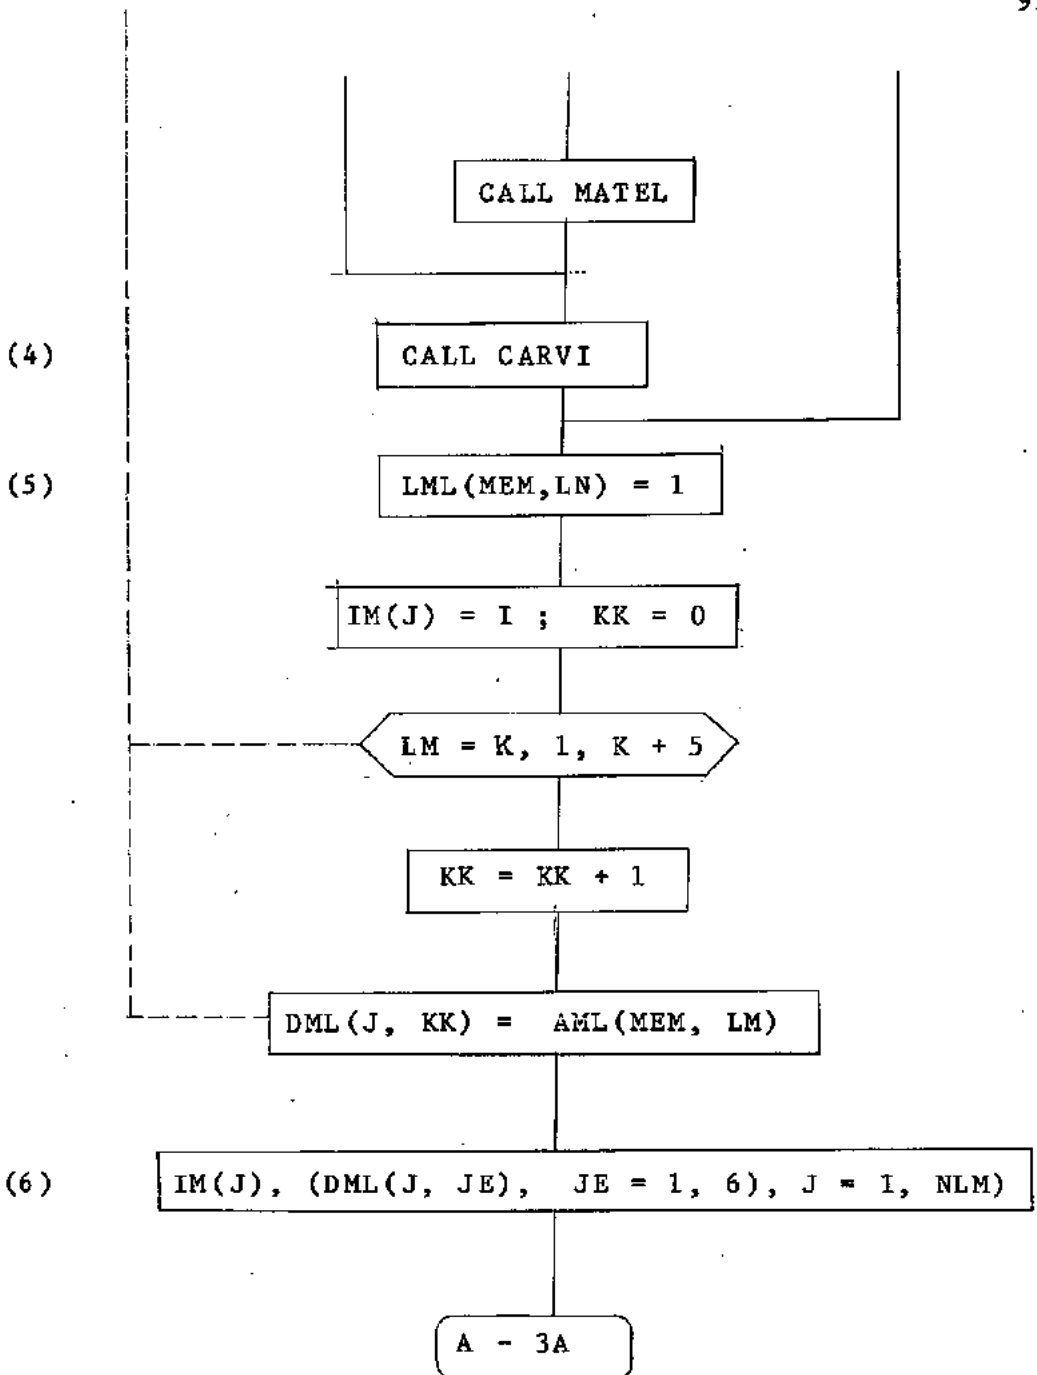 CALL MATEL
(4) CALL CARVI
(5) LML(MEM,LN) = 1
IM(J) = I ; KK = 0
LM = K, 1, K + 5
KK = KK + 1
DML(J, KK) = AML(MEM, LM)
(6) IM(J), (DML(J, JE), JE = 1, 6), J = 1, NLM)
A - 3A